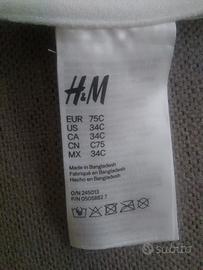 H&M
EUR 75C
US 34C
CA 34C
CN C75
MX 34C
Made in Bangladesh
Fabriqué en Bangladesh
Hecho en Bangladesh
O/N 245013
P/N 0505882 7
subito